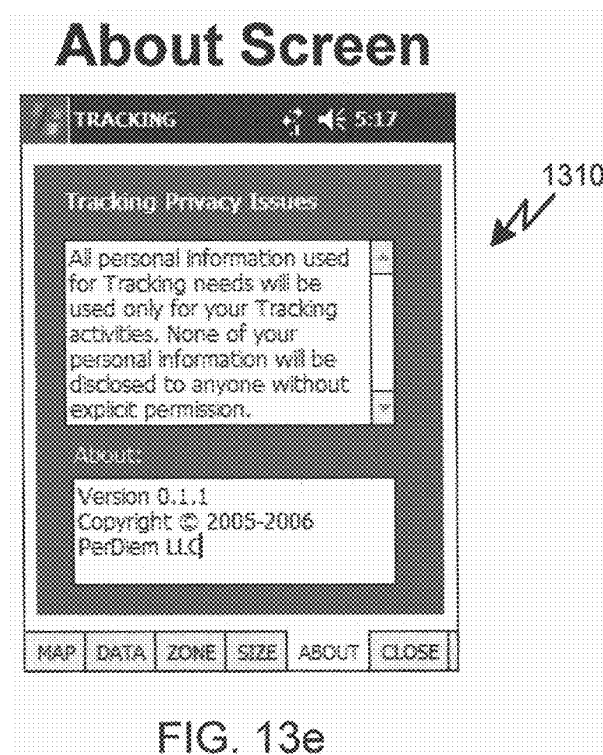 About Screen
TRACKING 5:17
1310
Tracking Privacy Issues
All personal information used
for Tracking needs will be
used only for your Tracking
activities. None of your
personal information will be
disclosed to anyone without
explicit permission.
About:
Version 0.1.1
Copyright © 2005-2006
PerDiem LLC
MAP DATA ZONE SIZE ABOUT CLOSE
FIG. 13e